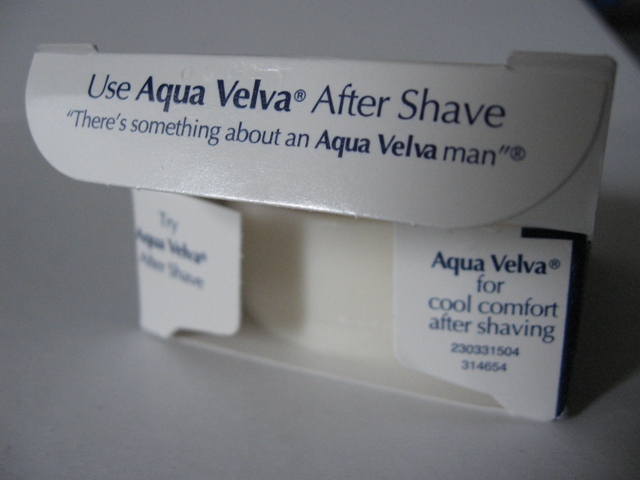 Use Aqua Velva® After Shave
"There's something about an Aqua Velva man"®
Try
Aqua Velva®
After Shave
Aqua Velva®
for
cool comfort
after shaving
230331504
314654